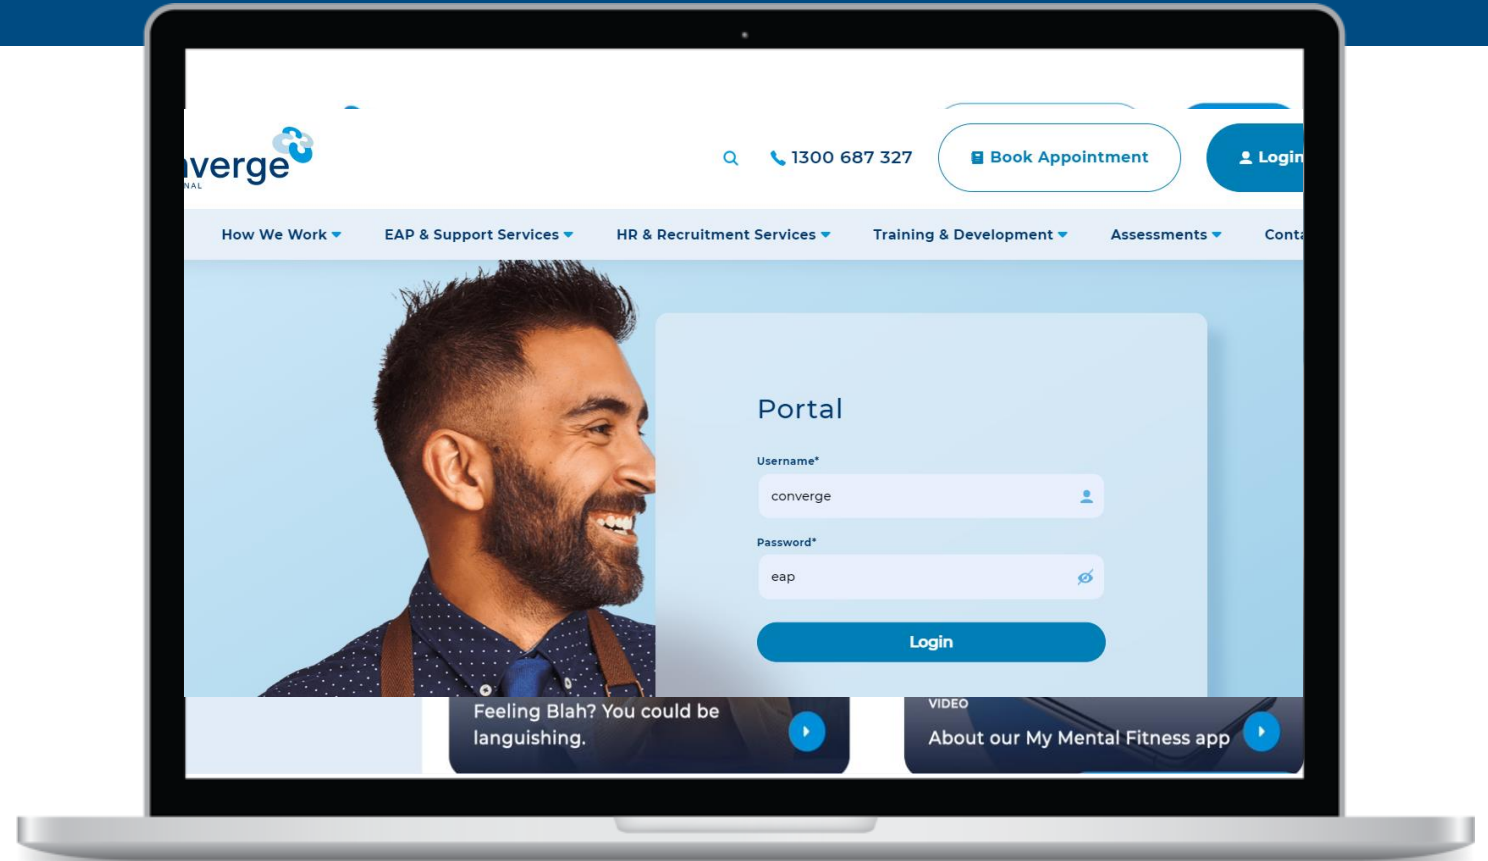 verge
NAL
1300 687 327
Book Appointment
Login
How We Work
EAP & Support Services
HR & Recruitment Services
Training & Development
Assessments
Conta
Portal
Username*
converge
Password*
eap
Login
Feeling Blah? You could be
languishing.
VIDEO
About our My Mental Fitness app